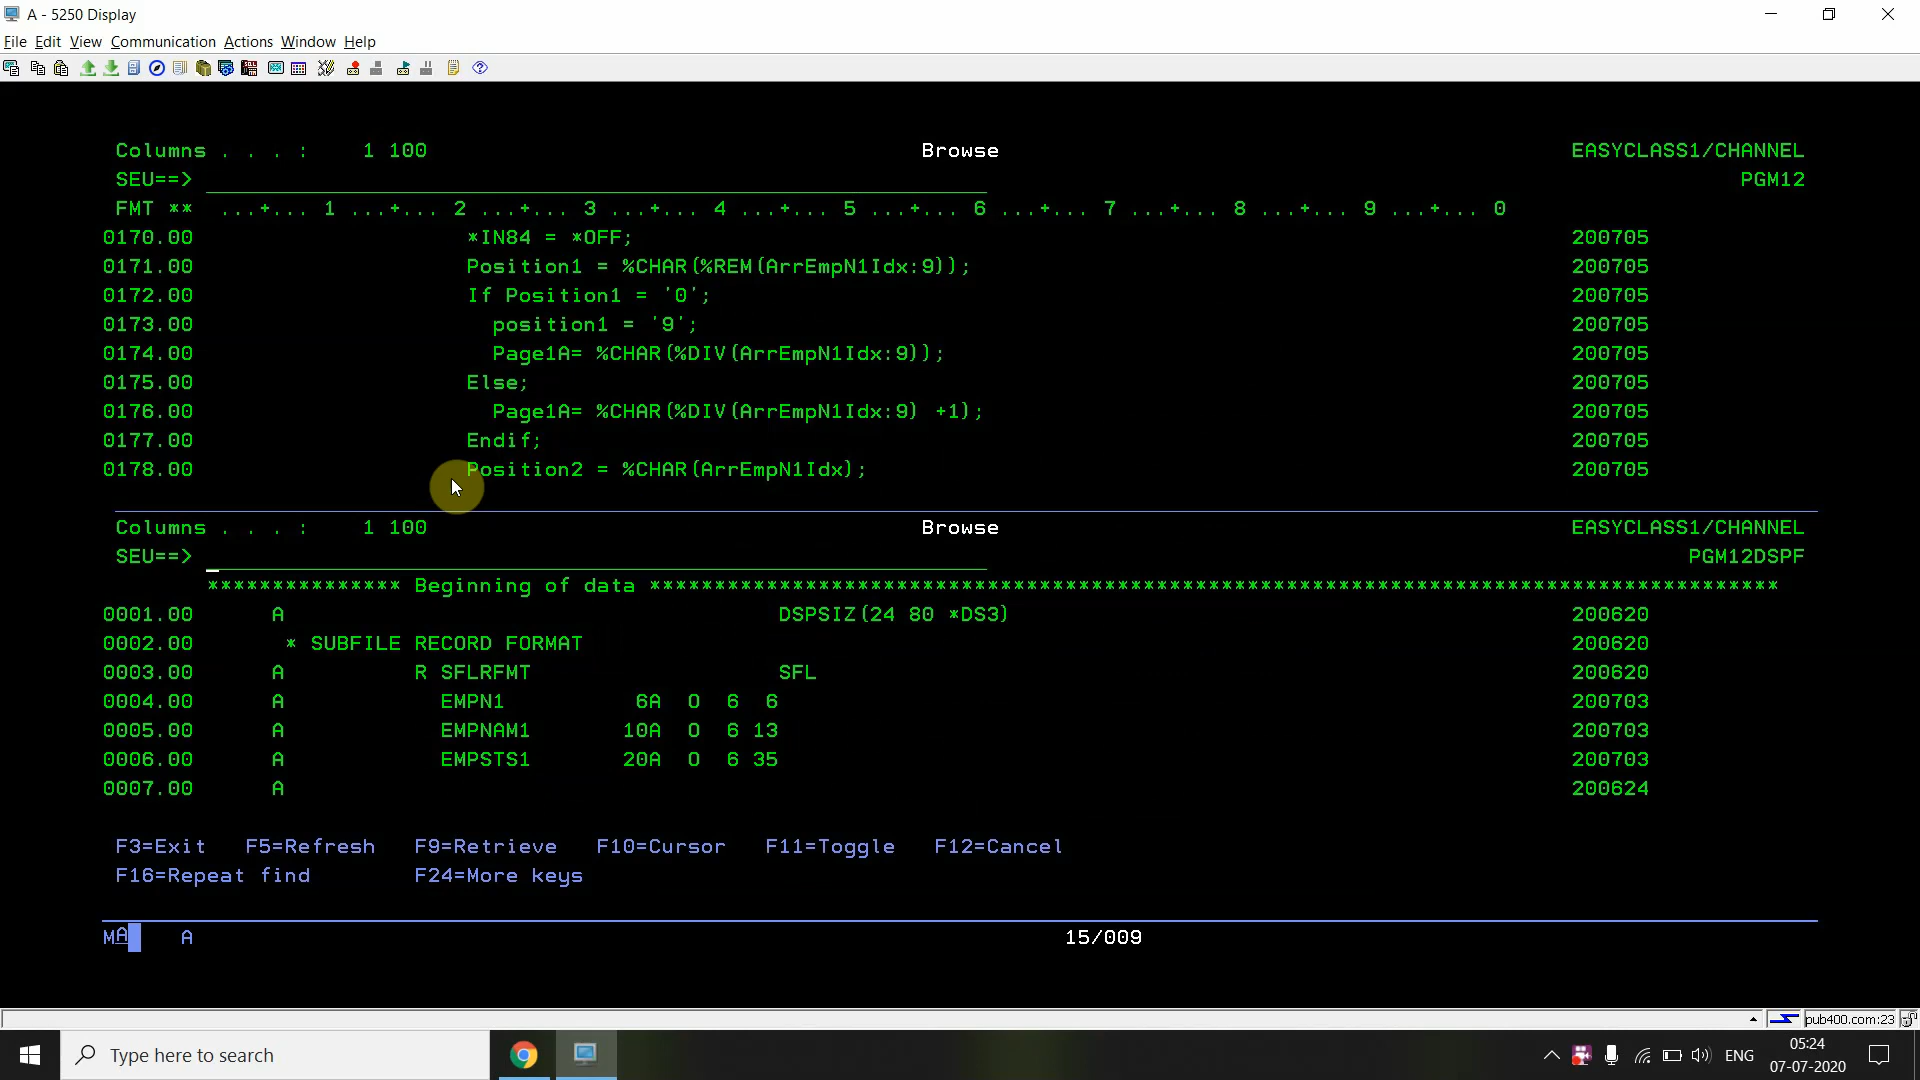 A - 5250 Display
File Edit View Communication Actions Window Help
Columns . . . :    1 100    Browse    EASYCLASS1/CHANNEL
SEU==>    PGM12
FMT **  ...+... 1 ...+... 2 ...+... 3 ...+... 4 ...+... 5 ...+... 6 ...+... 7 ...+... 8 ...+... 9 ...+... 0
0170.00    *IN84 = *OFF;    200705
0171.00    Position1 = %CHAR(%REM(ArrEmpN1Idx:9));    200705
0172.00    If Position1 = '0';    200705
0173.00    position1 = '9';    200705
0174.00    Page1A= %CHAR(%DIV(ArrEmpN1Idx:9));    200705
0175.00    Else;    200705
0176.00    Page1A= %CHAR(%DIV(ArrEmpN1Idx:9) +1);    200705
0177.00    Endif;    200705
0178.00    Position2 = %CHAR(ArrEmpN1Idx);    200705
Columns . . . :    1 100    Browse    EASYCLASS1/CHANNEL
SEU==>    PGM12DSPF
*************** Beginning of data ***************************************************************************************
0001.00    A    DSPSIZ(24 80 *DS3)    200620
0002.00    * SUBFILE RECORD FORMAT    200620
0003.00    A    R SFLRFMT    SFL    200620
0004.00    A    EMPN1    6A  O  6  6    200703
0005.00    A    EMPNAM1    10A  O  6 13    200703
0006.00    A    EMPSTS1    20A  O  6 35    200703
0007.00    A    200624
F3=Exit   F5=Refresh   F9=Retrieve   F10=Cursor   F11=Toggle   F12=Cancel
F16=Repeat find    F24=More keys
MA    A    15/009
pub400.com:23
Type here to search
ENG
05:24
07-07-2020